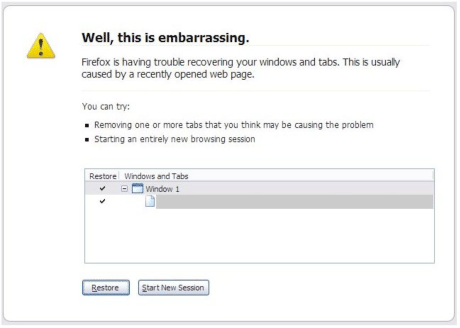 Well, this is embarrassing.
Firefox is having trouble recovering your windows and tabs. This is usually
caused by a recently opened web page.
You can try:
Removing one or more tabs that you think may be causing the problem
Starting an entirely new browsing session
Restore Windows and Tabs
Window 1
Restore Start New Session